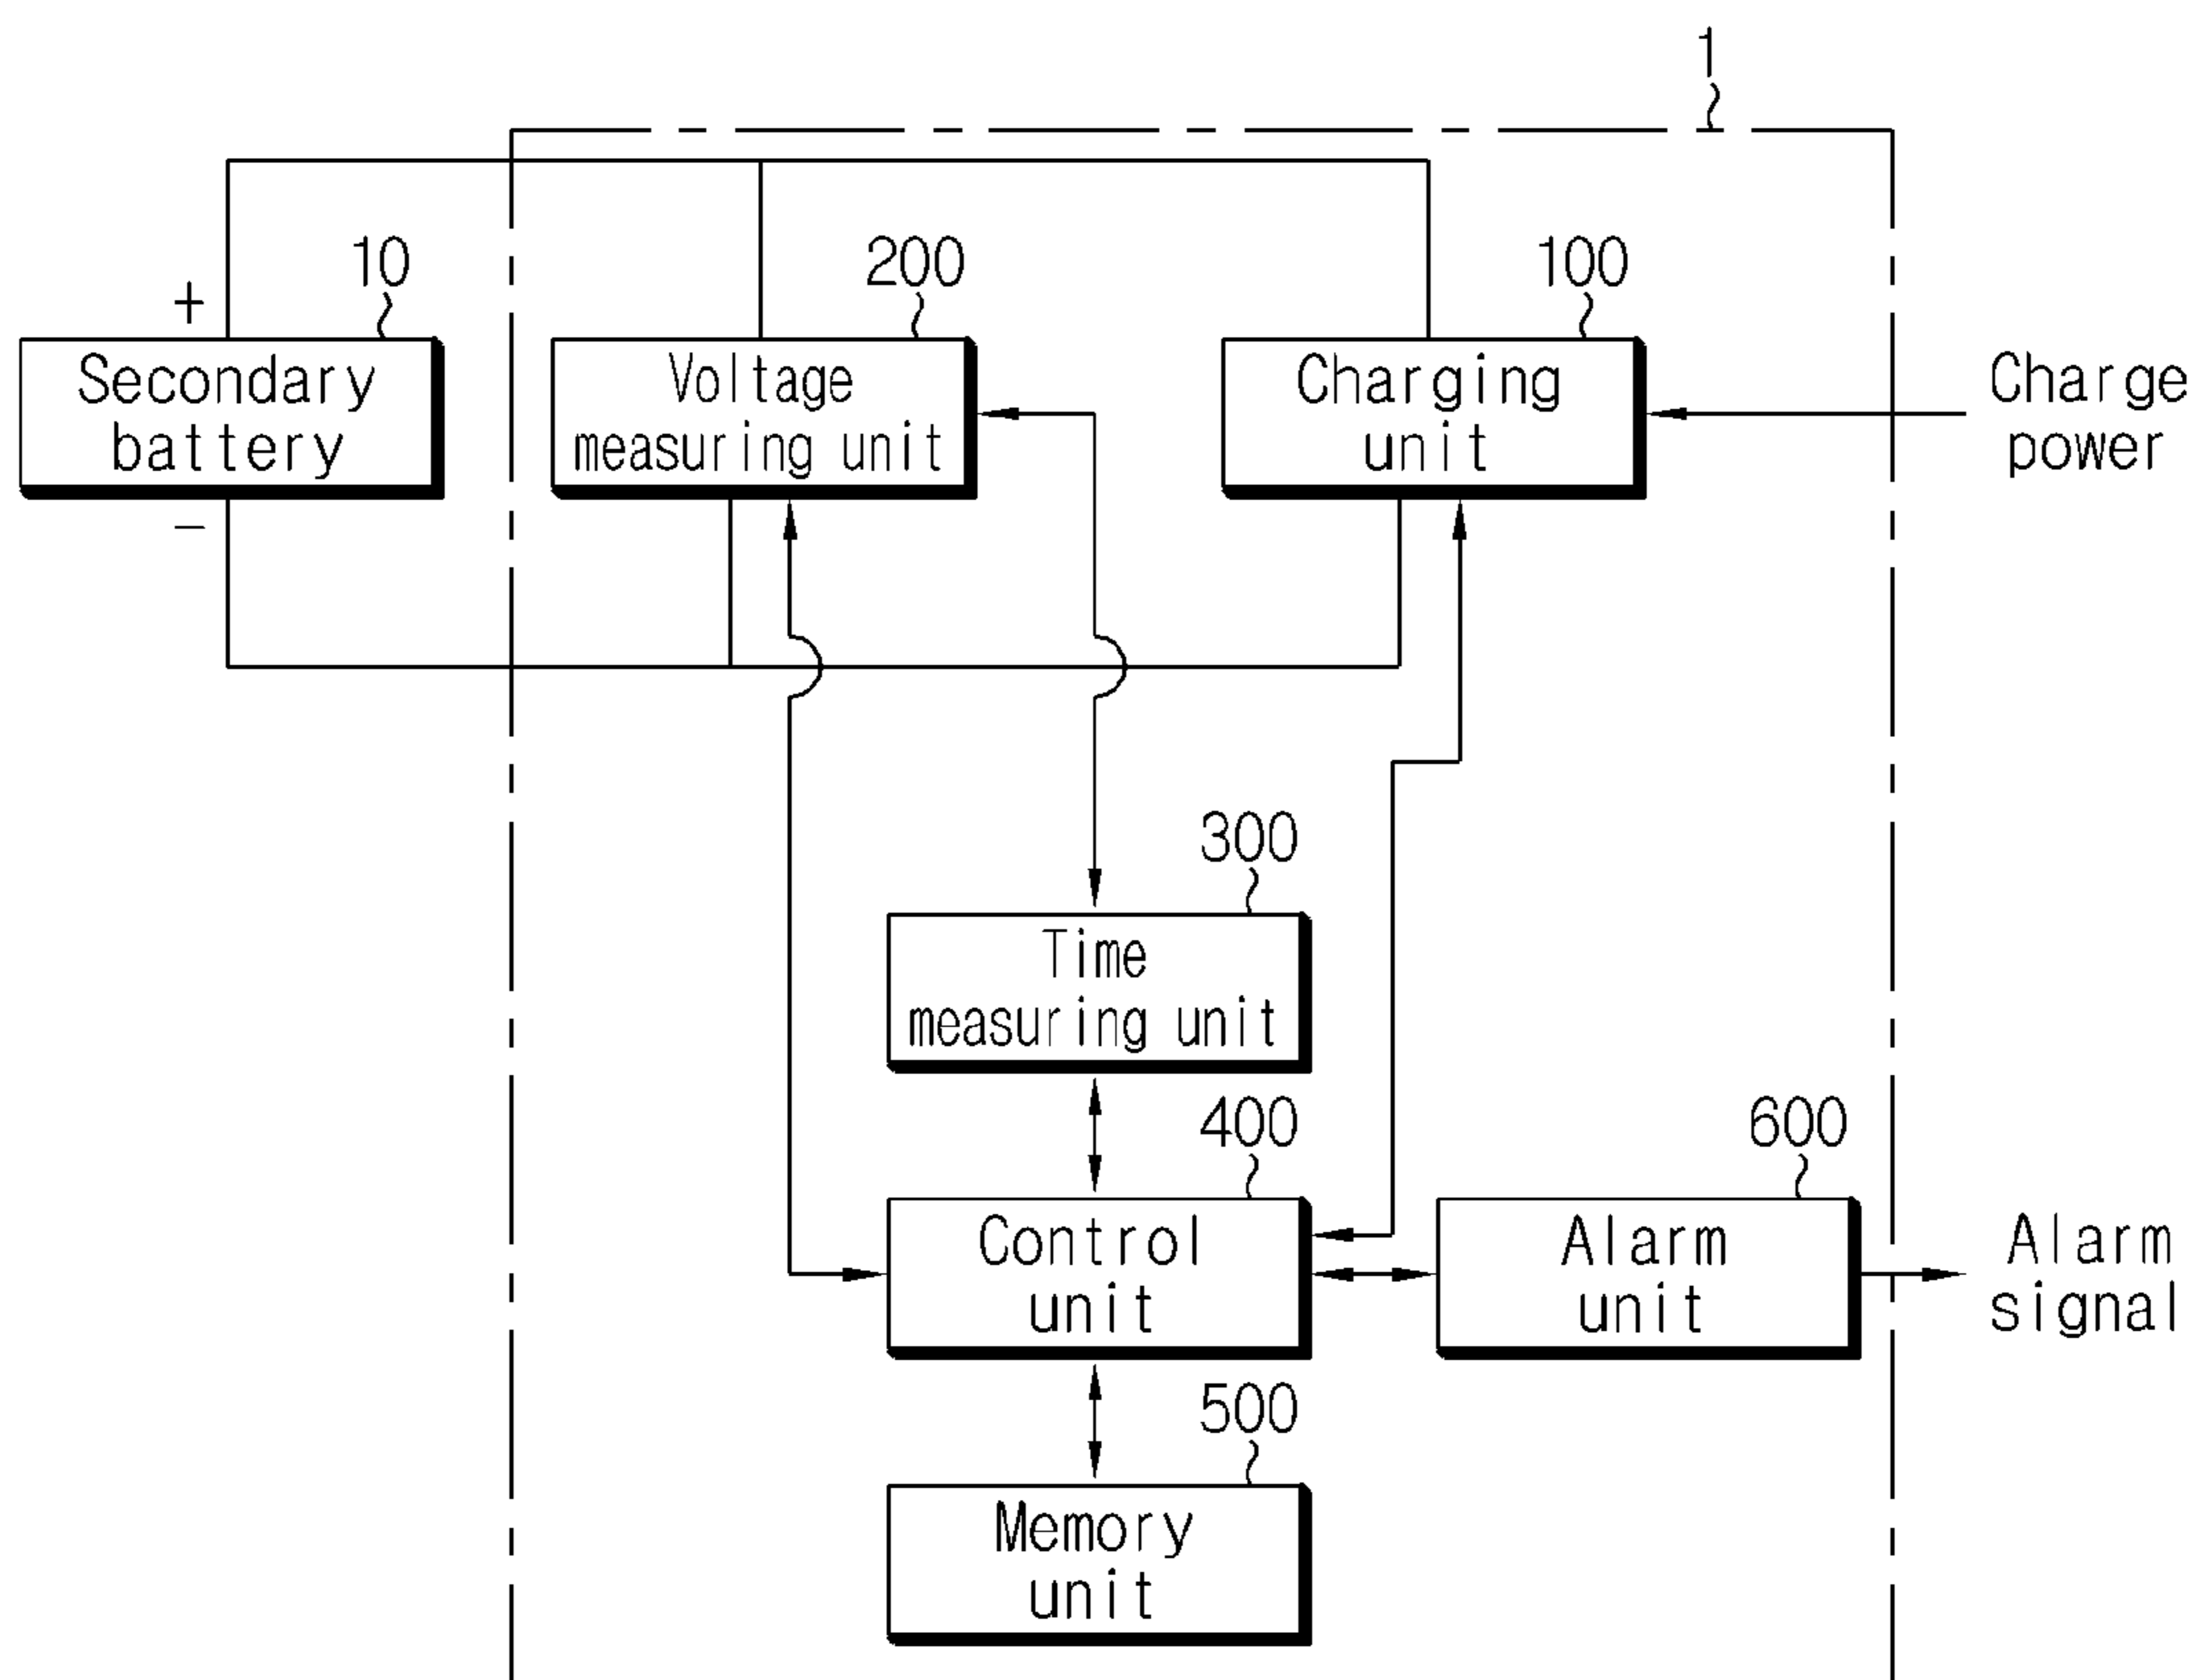 1
10
200
100
+
Secondary
battery
−
Voltage
measuring unit
Charging
unit
Charge
power
300
Time
measuring unit
400
600
Control
unit
Alarm
unit
Alarm
signal
500
Memory
unit